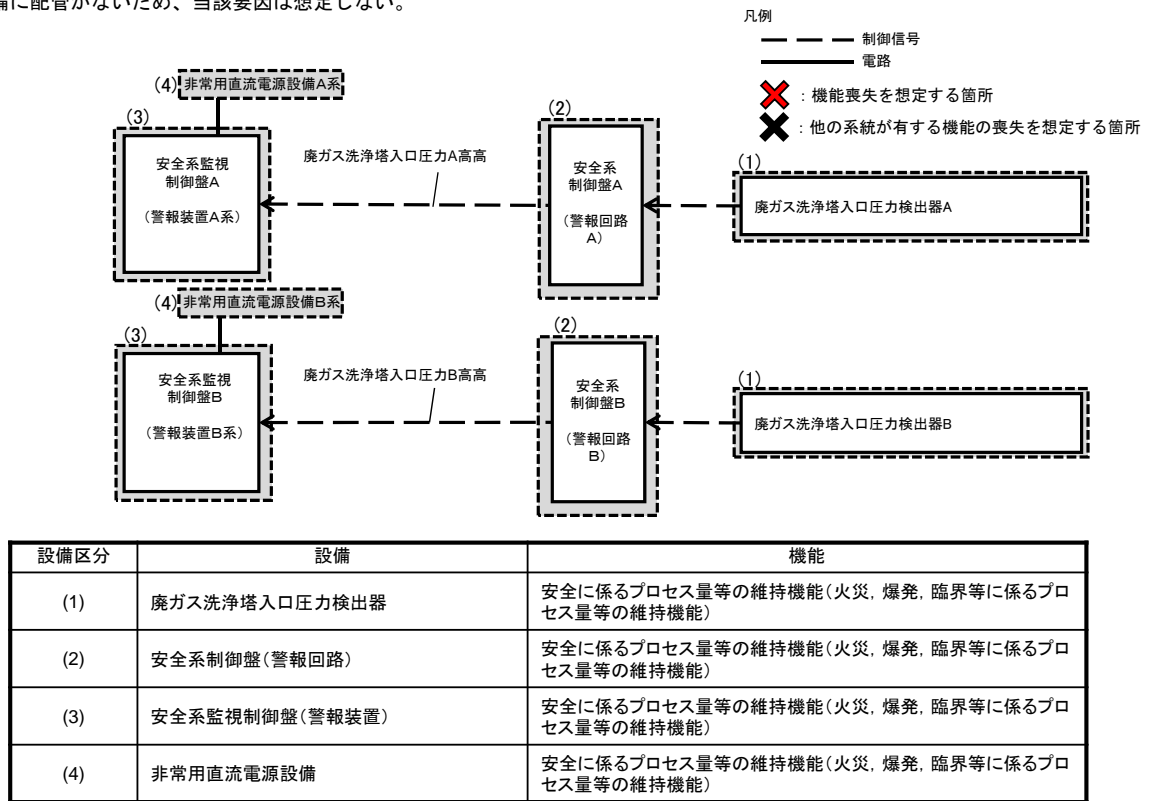 備に配管がないため、当該要因は想定しない。
凡例
制御信号
電路
：機能喪失を想定する箇所
：他の系統が有する機能の喪失を想定する箇所
(4)
非常用直流電源設備A系
(3)
安全系監視
制御盤A
（警報装置A系）
廃ガス洗浄塔入口圧力A高高
(2)
安全系
制御盤A
（警報回路
A）
(1)
廃ガス洗浄塔入口圧力検出器A
(4)
非常用直流電源設備B系
(3)
安全系監視
制御盤B
（警報装置B系）
廃ガス洗浄塔入口圧力B高高
(2)
安全系
制御盤B
（警報回路
B）
(1)
廃ガス洗浄塔入口圧力検出器B
設備区分 設備 機能
(1) 廃ガス洗浄塔入口圧力検出器 安全に係るプロセス量等の維持機能（火災，爆発，臨界等に係るプロ
セス量等の維持機能）
(2) 安全系制御盤（警報回路） 安全に係るプロセス量等の維持機能（火災，爆発，臨界等に係るプロ
セス量等の維持機能）
(3) 安全系監視制御盤（警報装置） 安全に係るプロセス量等の維持機能（火災，爆発，臨界等に係るプロ
セス量等の維持機能）
(4) 非常用直流電源設備 安全に係るプロセス量等の維持機能（火災，爆発，臨界等に係るプロ
セス量等の維持機能）